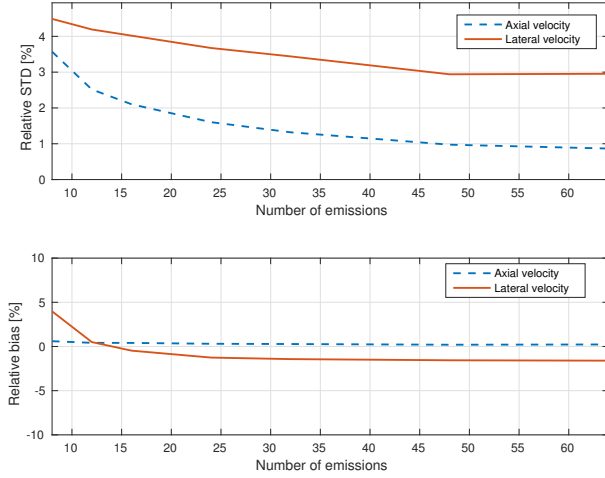 Relative STD [%]
4
3
2
1
0
Axial velocity
Lateral velocity
10 15 20 25 30 35 40 45 50 55 60
Number of emissions
Relative bias [%]
10
5
0
-5
-10
Axial velocity
Lateral velocity
10 15 20 25 30 35 40 45 50 55 60
Number of emissions